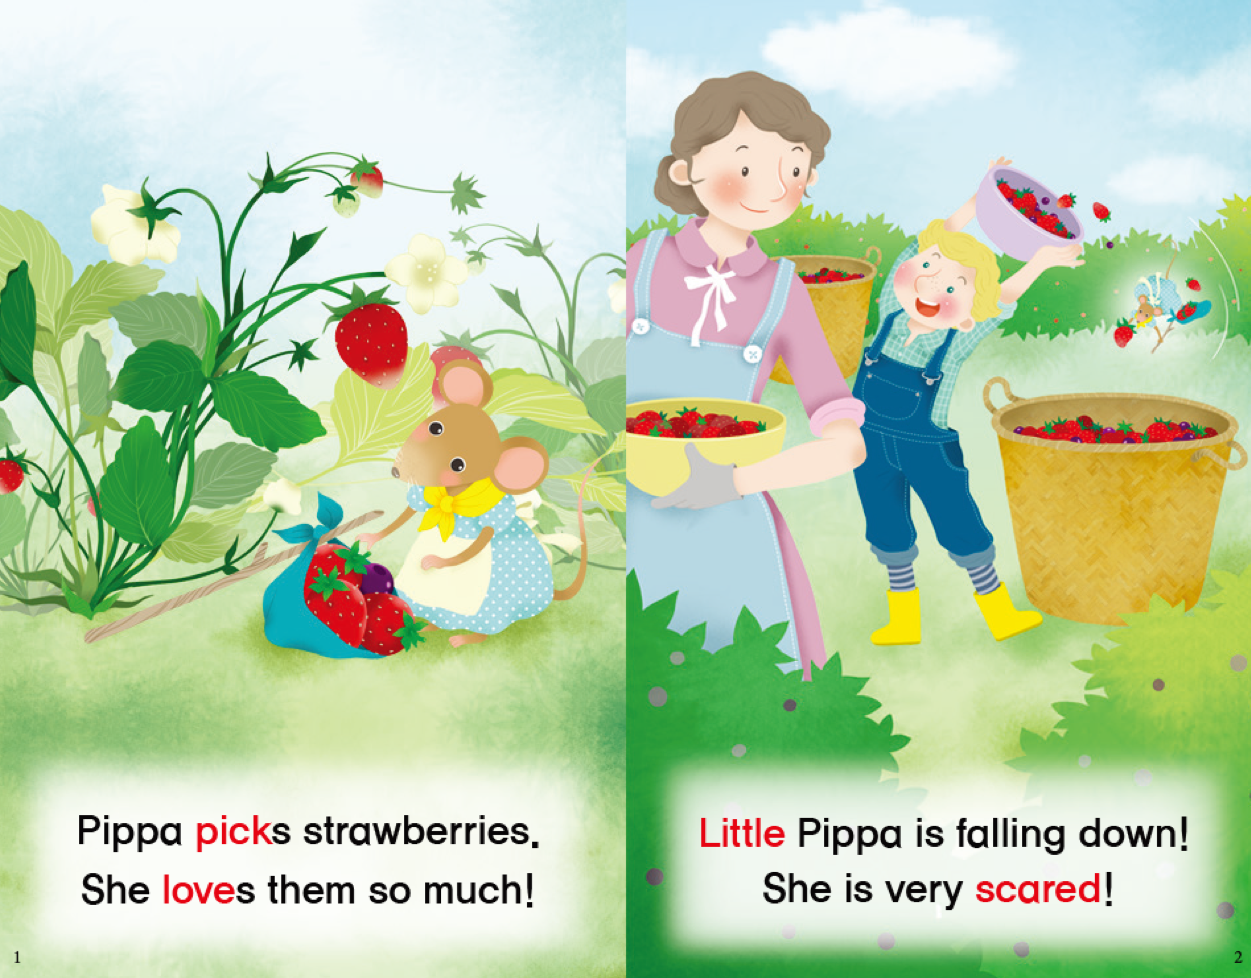 Pippa picks strawberries.
She loves them so much!
1
Little Pippa is falling down!
She is very scared!
2